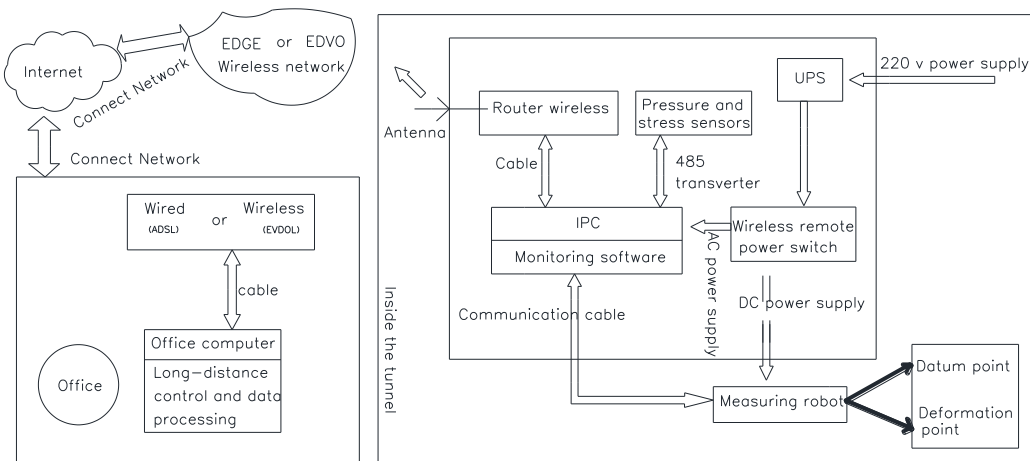 Internet
EDGE or EDVO
Wireless network
Connect Network
Connect Network
Wired or Wireless
(ADSL) (EVDOL)
cable
Office computer
Long-distance
control and data
processing
Office
Inside the tunnel
Antenna
Router wireless
Pressure and
stress sensors
UPS
220 v power supply
Cable
485
transverter
IPC
Monitoring software
Wireless remote
power switch
AC power supply
DC power supply
Communication cable
Measuring robot
Datum point
Deformation
point